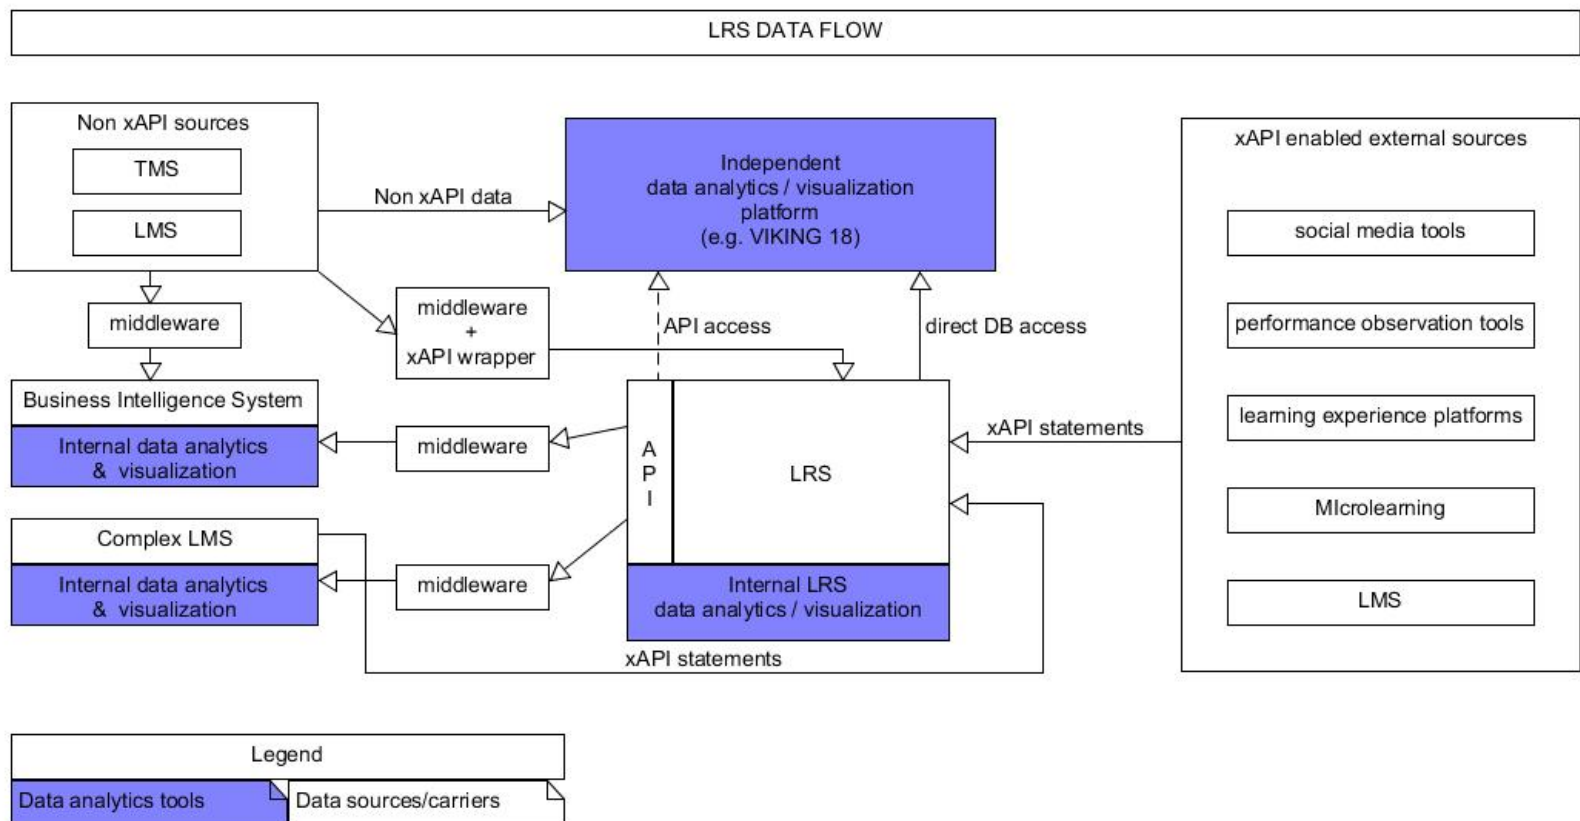 LRS DATA FLOW
Non xAPI sources
TMS
LMS
Non xAPI data
Independent
data analytics / visualization
platform
(e.g. VIKING 18)
xAPI enabled external sources
social media tools
performance observation tools
learning experience platforms
MIcrolearning
LMS
middleware
middleware
+
xAPI wrapper
API access
direct DB access
Business Intelligence System
Internal data analytics
& visualization
middleware
A
P
I
LRS
xAPI statements
Complex LMS
Internal data analytics
& visualization
middleware
Internal LRS
data analytics / visualization
xAPI statements
Legend
Data analytics tools
Data sources/carriers